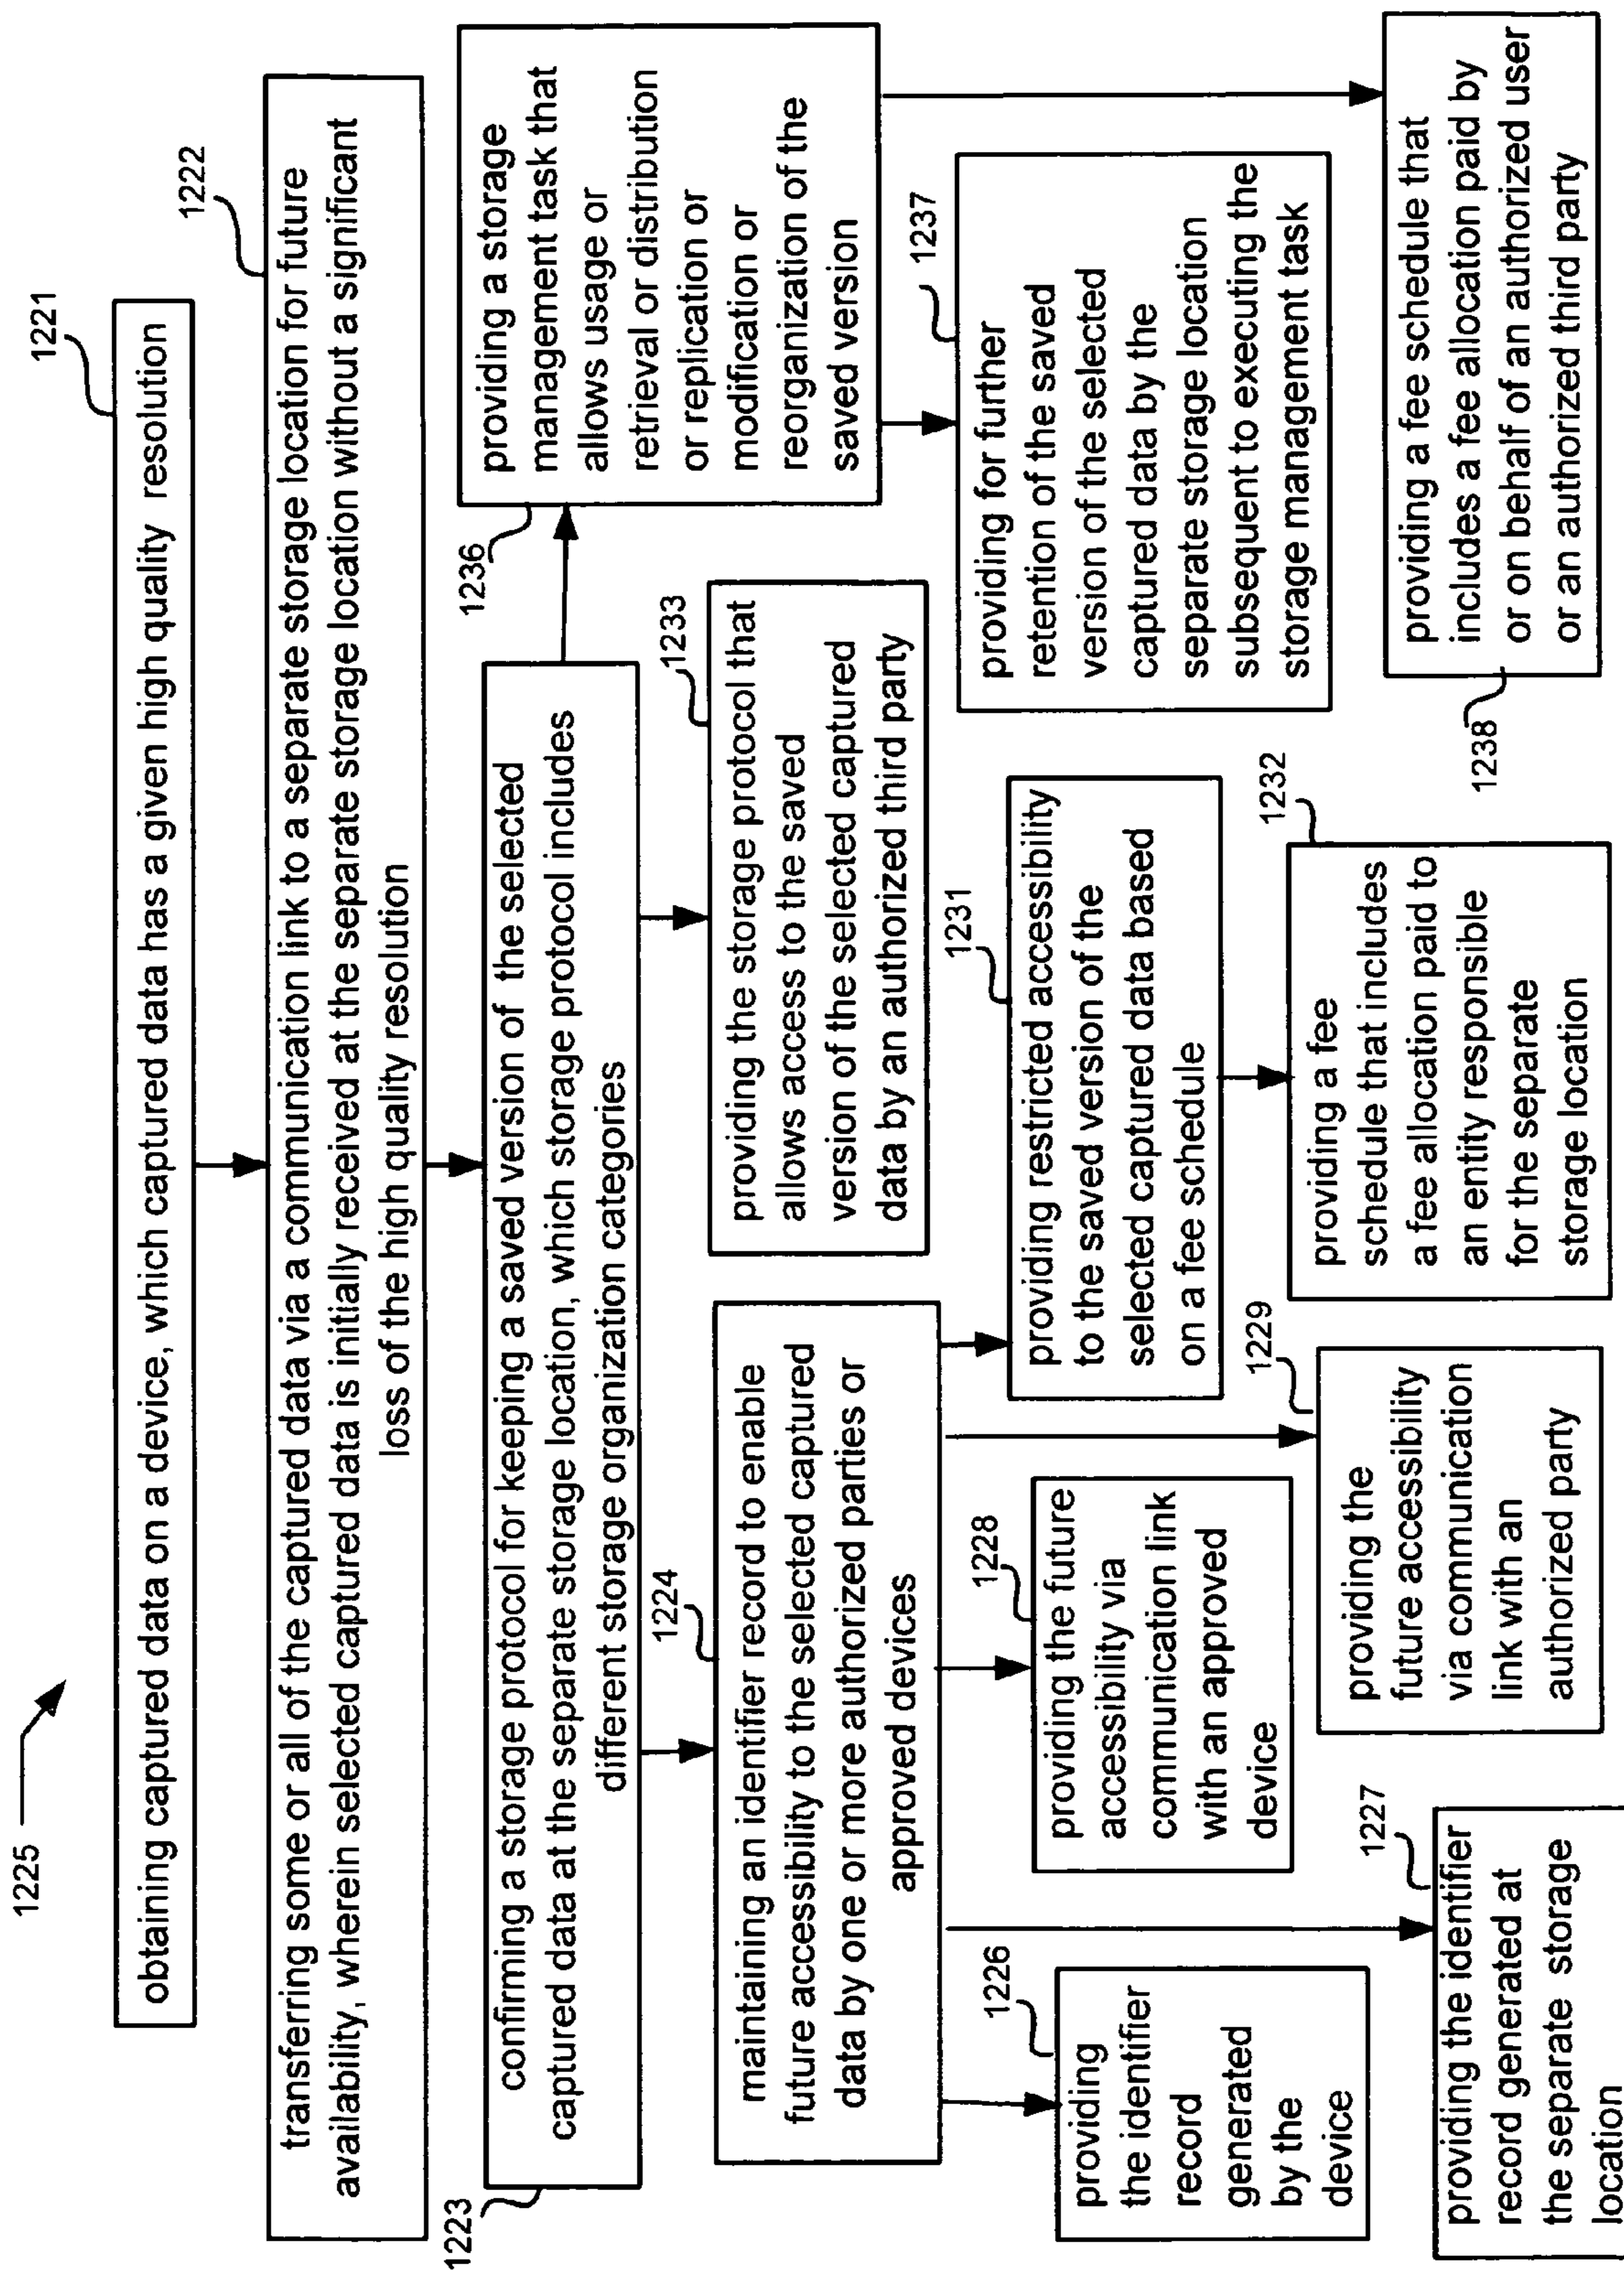 1225
1221
obtaining captured data on a device, which captured data has a given high quality resolution
1222
transferring some or all of the captured data via a communication link to a separate storage location for future
availability, wherein selected captured data is initially received at the separate storage location without a significant
loss of the high quality resolution
1223
confirming a storage protocol for keeping a saved version of the selected
captured data at the separate storage location, which storage protocol includes
different storage organization categories
1236
providing a storage
management task that
allows usage or
retrieval or distribution
or replication or
modification or
reorganization of the
saved version
1224
maintaining an identifier record to enable
future accessibility to the selected captured
data by one or more authorized parties or
approved devices
1233
providing the storage protocol that
allows access to the saved
version of the selected captured
data by an authorized third party
1237
providing for further
retention of the saved
version of the selected
captured data by the
separate storage location
subsequent to executing the
storage management task
1226
providing
the identifier
record
generated
by the
device
1228
providing the future
accessibility via
communication link
with an approved
device
1231
providing restricted accessibility
to the saved version of the
selected captured data based
on a fee schedule
1227
providing the identifier
record generated at
the separate storage
location
1229
providing the
future accessibility
via communication
link with an
authorized party
1232
providing a fee
schedule that includes
a fee allocation paid to
an entity responsible
for the separate
storage location
1238
providing a fee schedule that
includes a fee allocation paid by
or on behalf of an authorized user
or an authorized third party